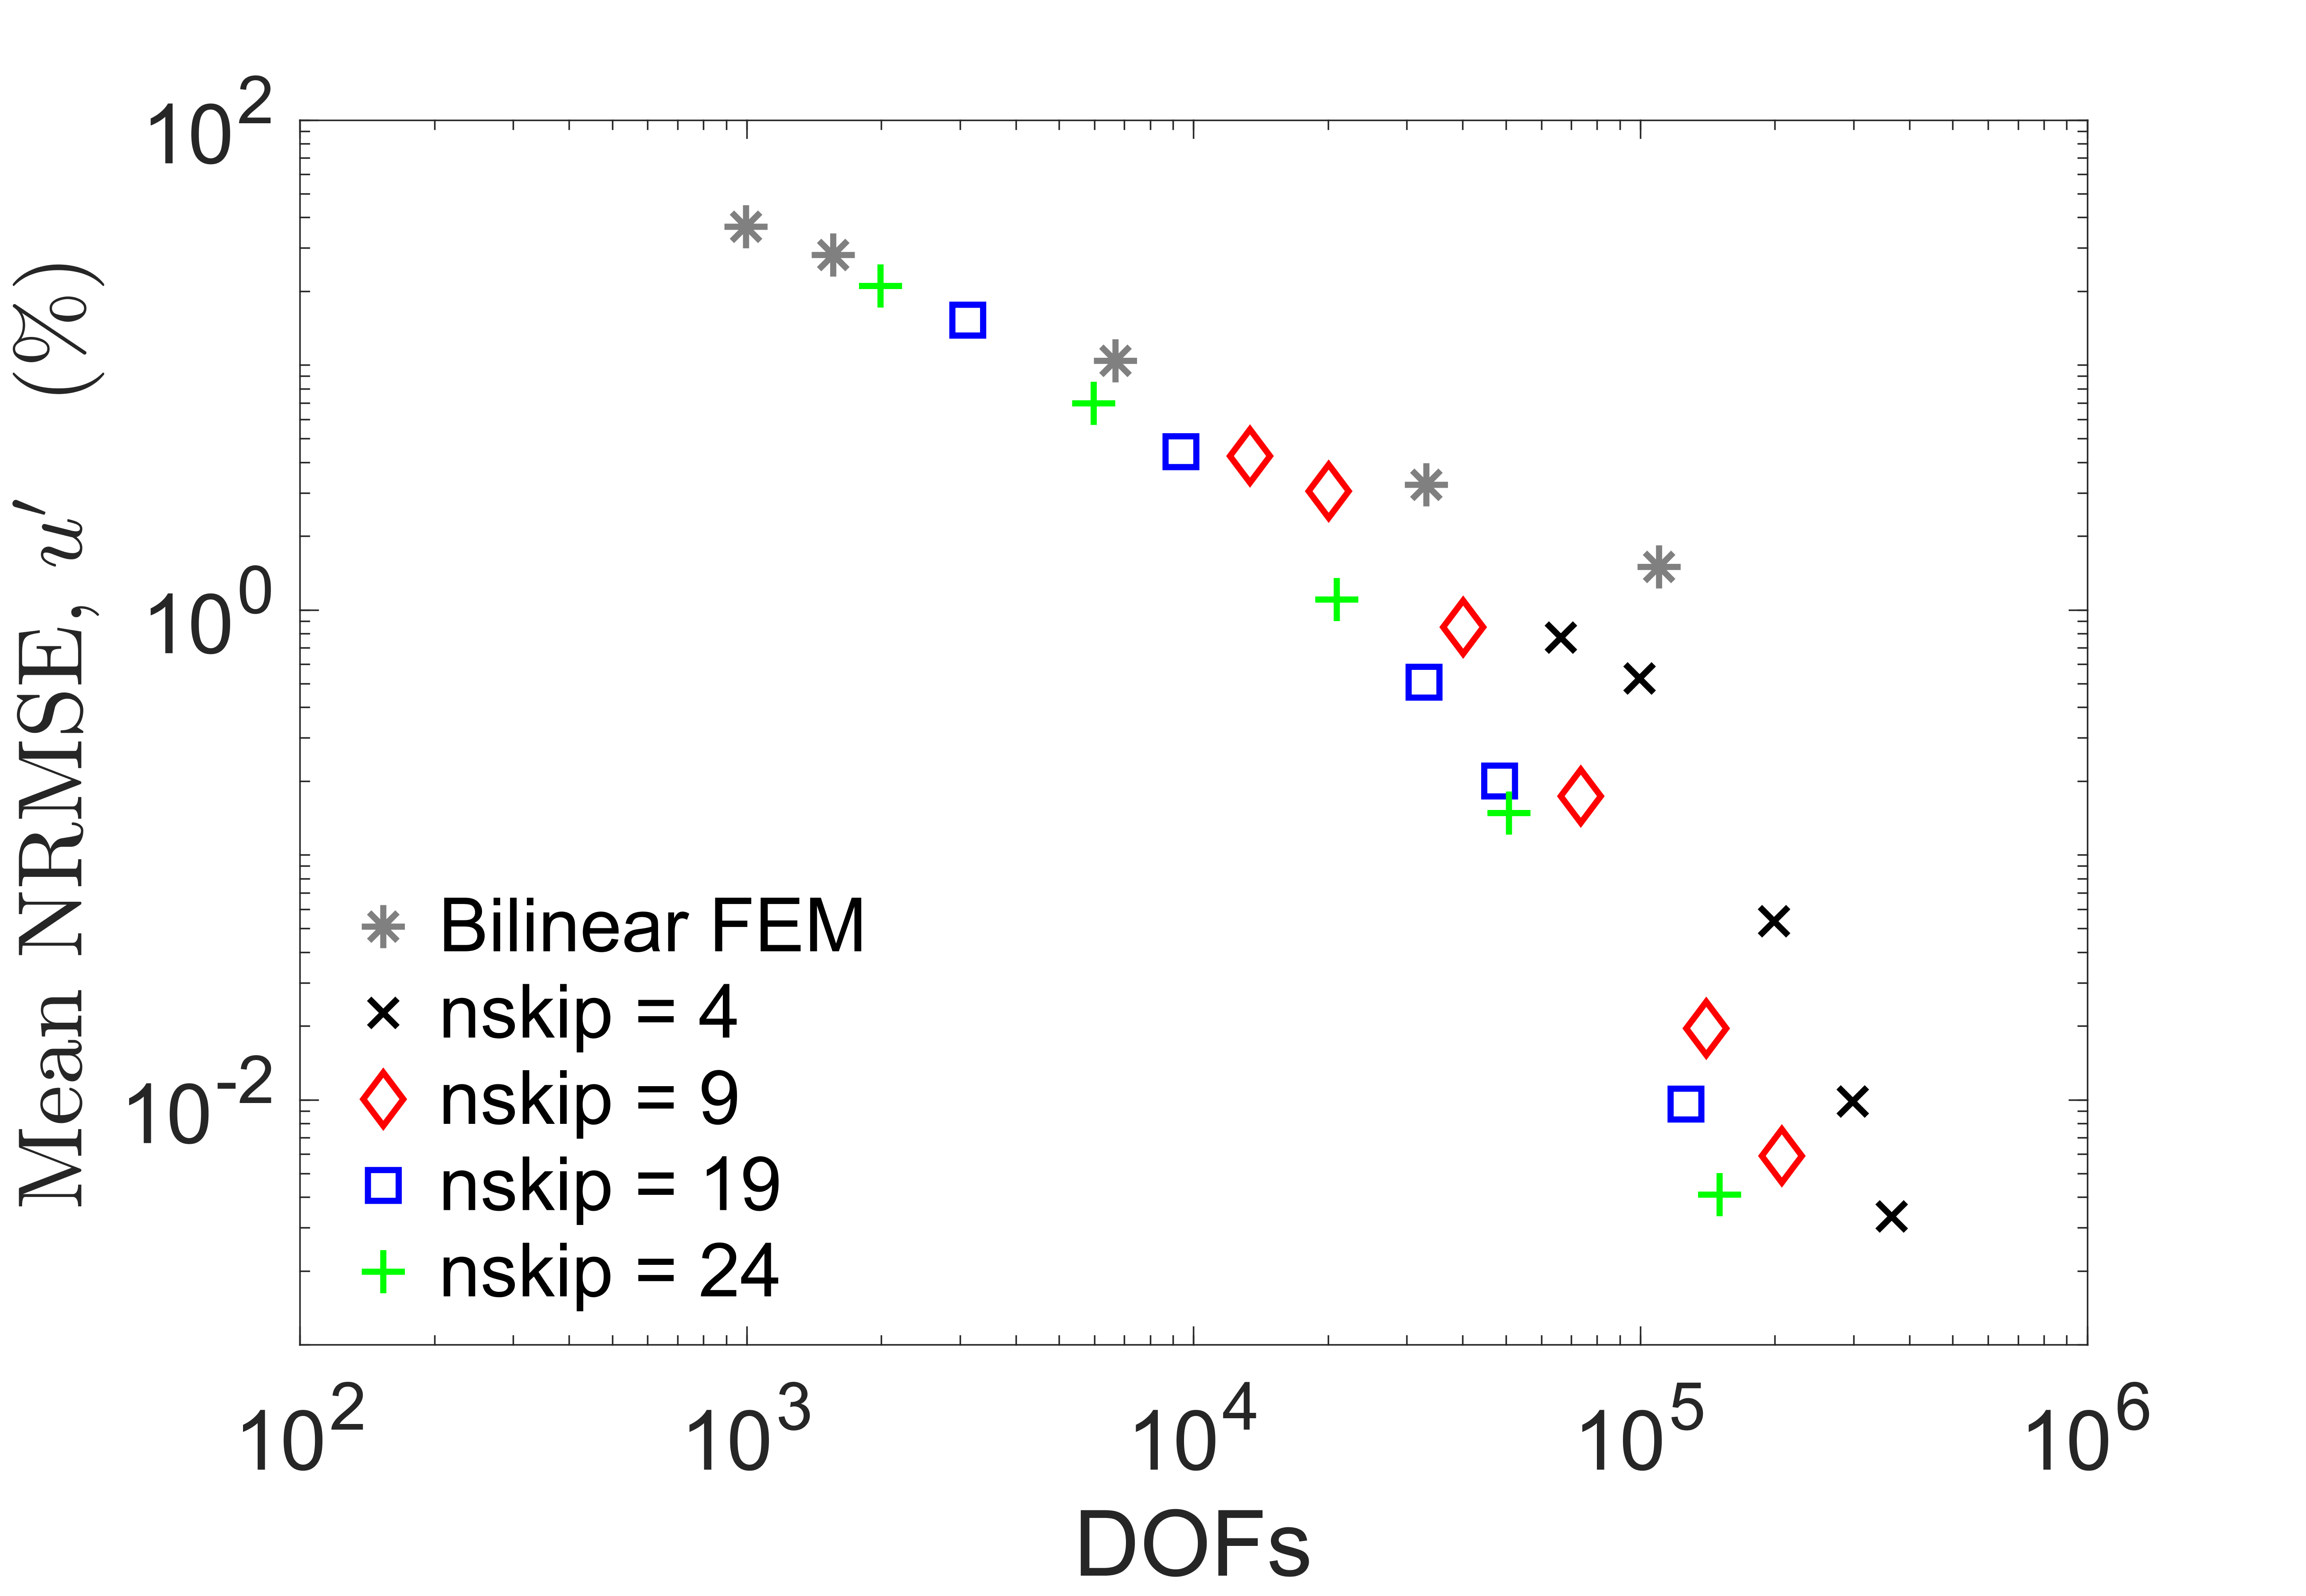 Mean NRMSE, u′ (%)
10^2
10^0
10^-2
Bilinear FEM
nskip = 4
nskip = 9
nskip = 19
nskip = 24
10^2 10^3 10^4 10^5 10^6
DOFs